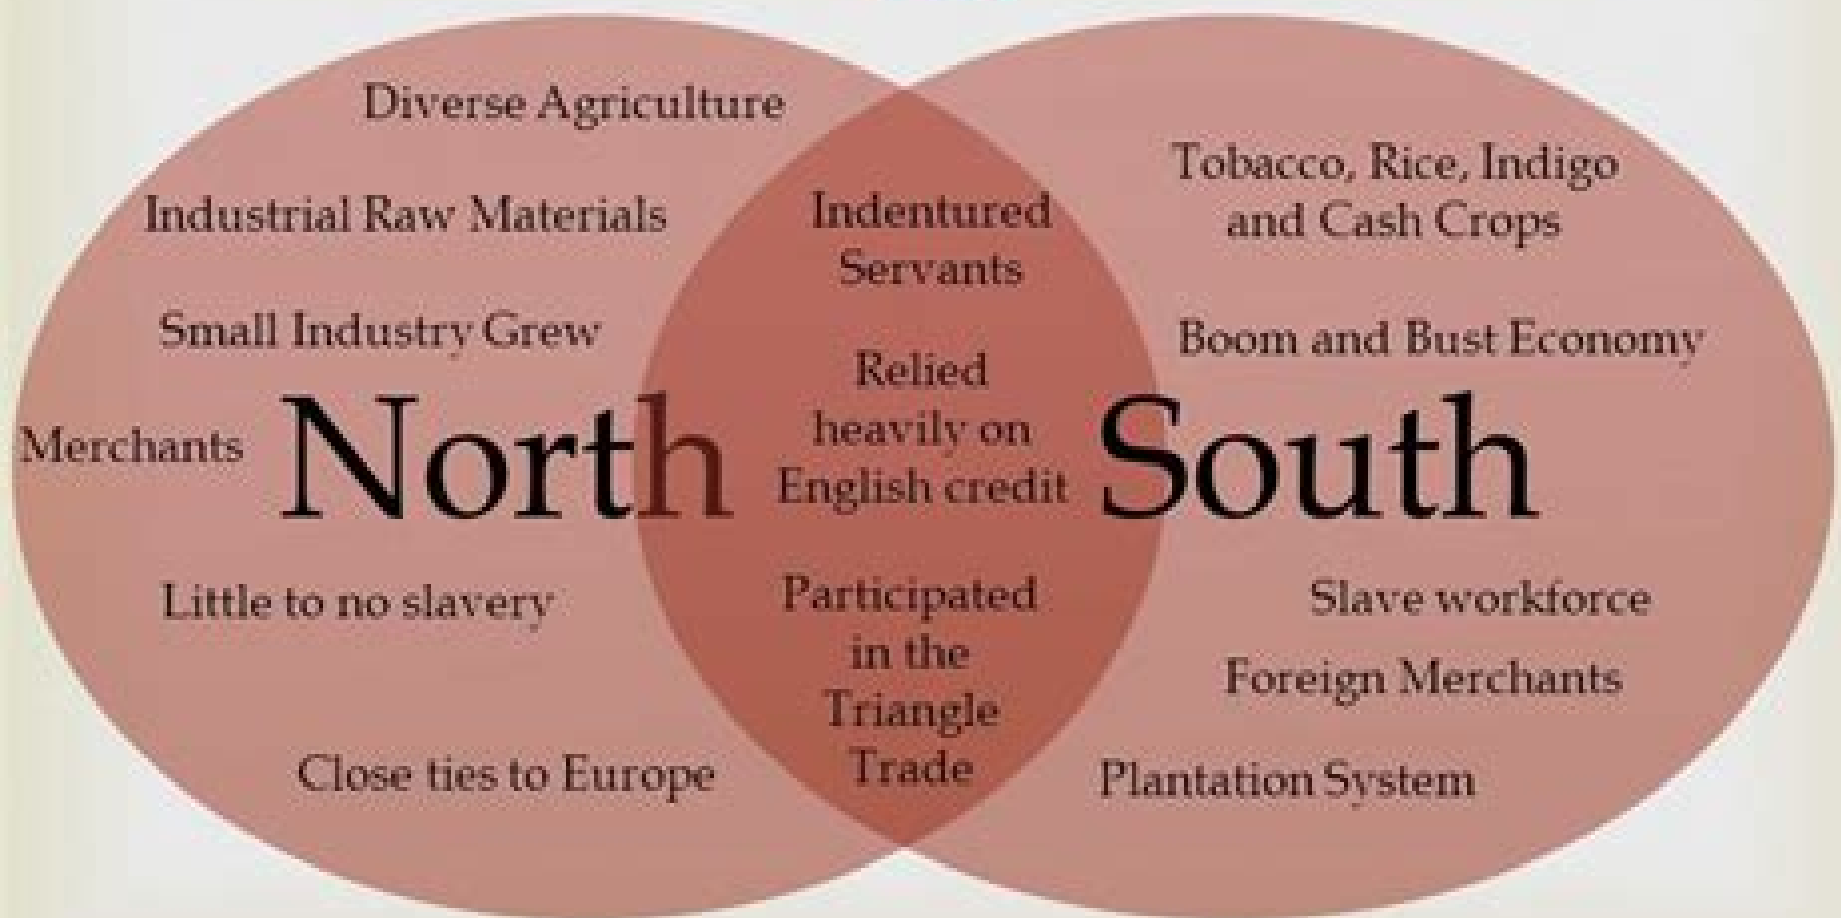 Diverse Agriculture
Industrial Raw Materials
Small Industry Grew
Merchants
North
Little to no slavery
Close ties to Europe
Indentured
Servants
Relied
heavily on
English credit
Participated
in the
Triangle
Trade
Tobacco, Rice, Indigo
and Cash Crops
Boom and Bust Economy
South
Slave workforce
Foreign Merchants
Plantation System